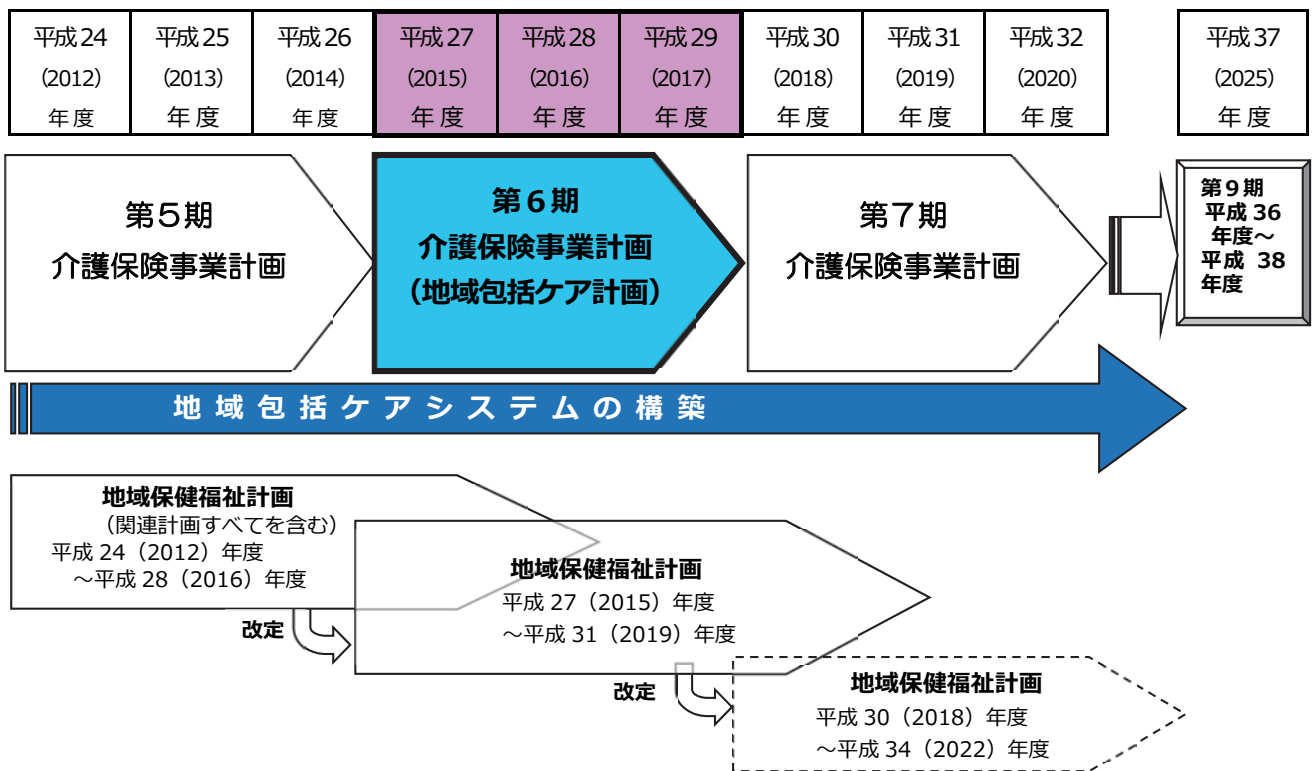 平成24 平成25 平成26 平成27 平成28 平成29 平成30 平成31 平成32 平成37
(2012) (2013) (2014) (2015) (2016) (2017) (2018) (2019) (2020) (2025)
年度 年度 年度 年度 年度 年度 年度 年度 年度 年度
第5期
介護保険事業計画
第6期
介護保険事業計画
(地域包括ケア計画)
第7期
介護保険事業計画
第9期
平成 36
年度~
平成 38
年度
地域包括ケアシステムの構築
地域保健福祉計画
(関連計画すべてを含む)
平成 24(2012)年度
~平成 28(2016)年度
改定
地域保健福祉計画
平成 27(2015)年度
~平成 31(2019)年度
改定
地域保健福祉計画
平成 30(2018)年度
~平成 34(2022)年度